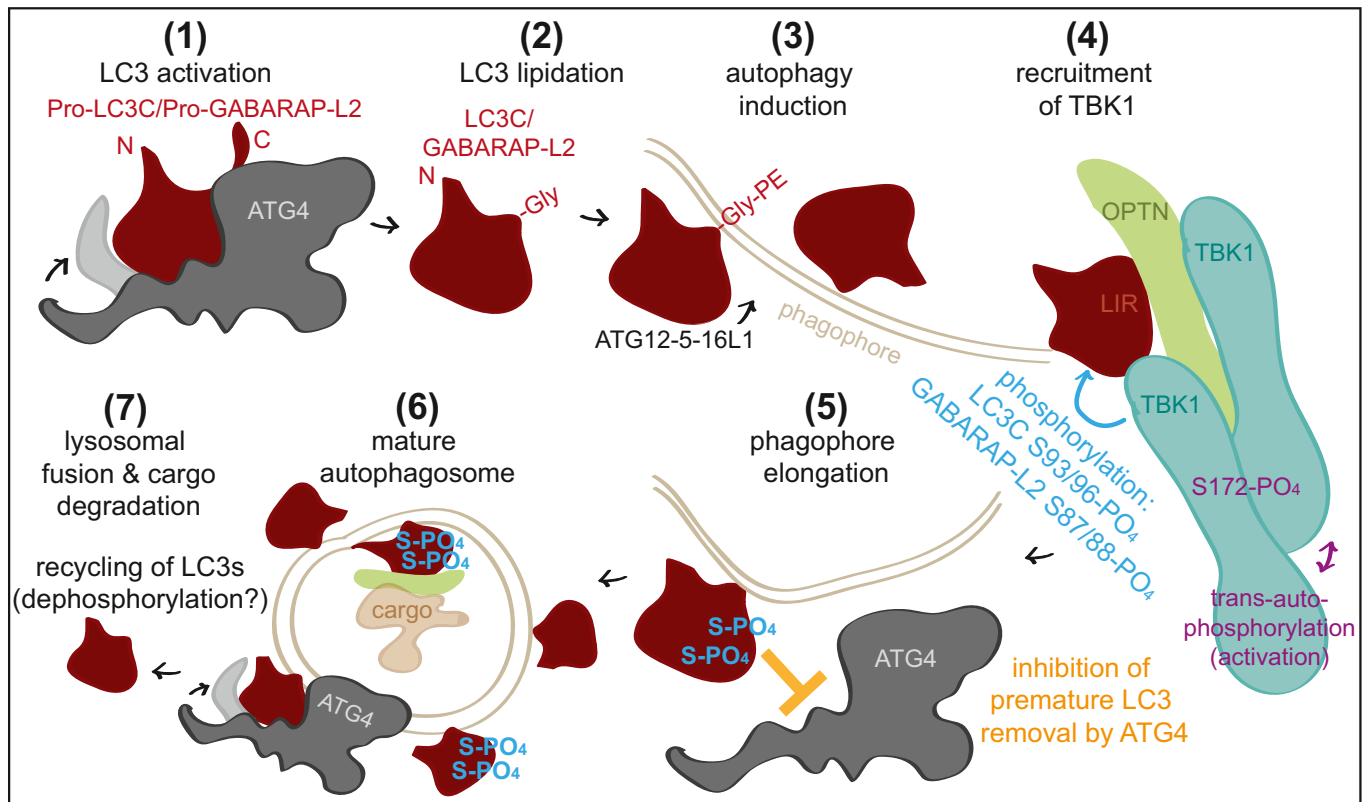 (1)
LC3 activation
Pro-LC3C/Pro-GABARAP-L2
N
C
ATG4
(2)
LC3 lipidation
LC3C/
GABARAP-L2
N
-Gly
(3)
autophagy
induction
-Gly-PE
ATG12-5-16L1
phagophore
(4)
recruitment
of TBK1
OPTN
TBK1
LIR
TBK1
S172-PO4
phosphorylation:
LC3C S93/96-PO4
GABARAP-L2 S87/88-PO4
trans-auto-
phosphorylation
(activation)
(5)
phagophore
elongation
S-PO4
S-PO4
ATG4
inhibition of
premature LC3
removal by ATG4
(6)
mature
autophagosome
S-PO4
S-PO4
cargo
ATG4
S-PO4
S-PO4
(7)
lysosomal
fusion & cargo
degradation
recycling of LC3s
(dephosphorylation?)